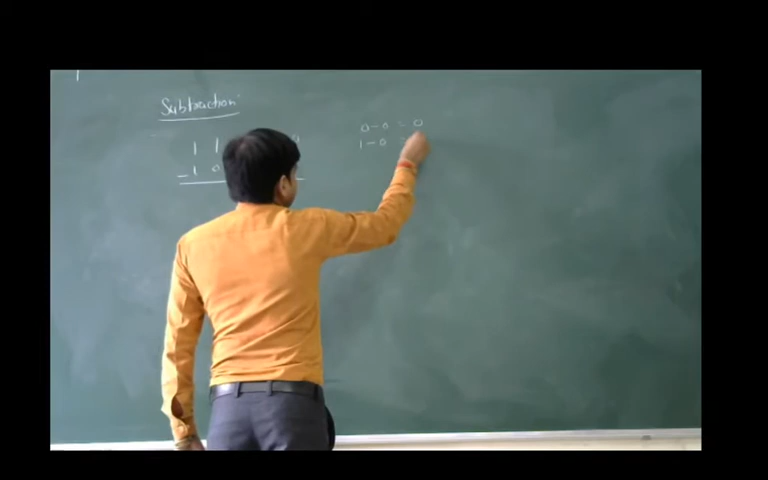 Subtraction
0-0 = 0
1 1
1-0 =
- 1 0